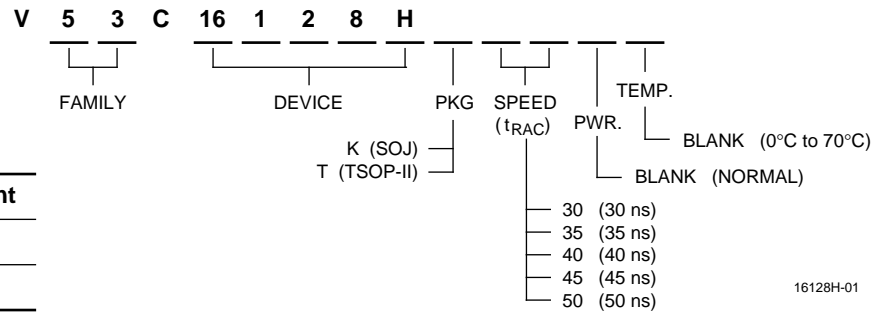 V 5 3 C 16 1 2 8 H
FAMILY DEVICE PKG SPEED TEMP.
(tRAC) PWR.
K (SOJ)
T (TSOP-II)
BLANK (0°C to 70°C)
BLANK (NORMAL)
30 (30 ns)
35 (35 ns)
40 (40 ns)
45 (45 ns)
50 (50 ns)
16128H-01